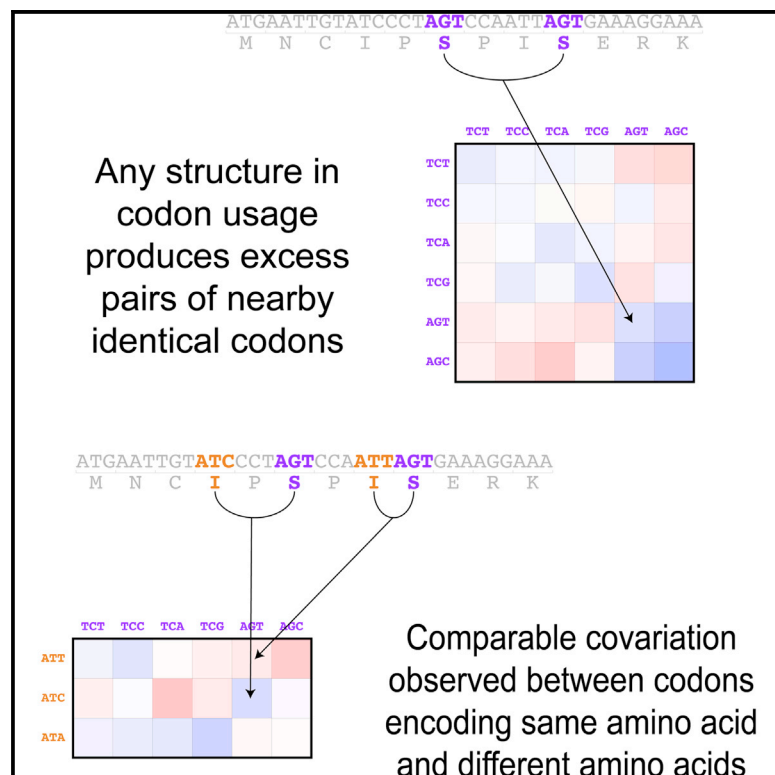 ATGAATTGTATCCCTAGTCCAATTAGTGAAAGGAAA
M N C I P S P I S E R K
TCT TCC TCA TCG AGT AGC
TCT
TCC
TCA
TCG
AGT
AGC
Any structure in
codon usage
produces excess
pairs of nearby
identical codons
ATGAATTGTATCCCTAGTCCAATTAGTGAAAGGAAA
M N C I P S P I S E R K
TCT TCC TCA TCG AGT AGC
ATT
ATC
ATA
Comparable covariation
observed between codons
encoding same amino acid
and different amino acids